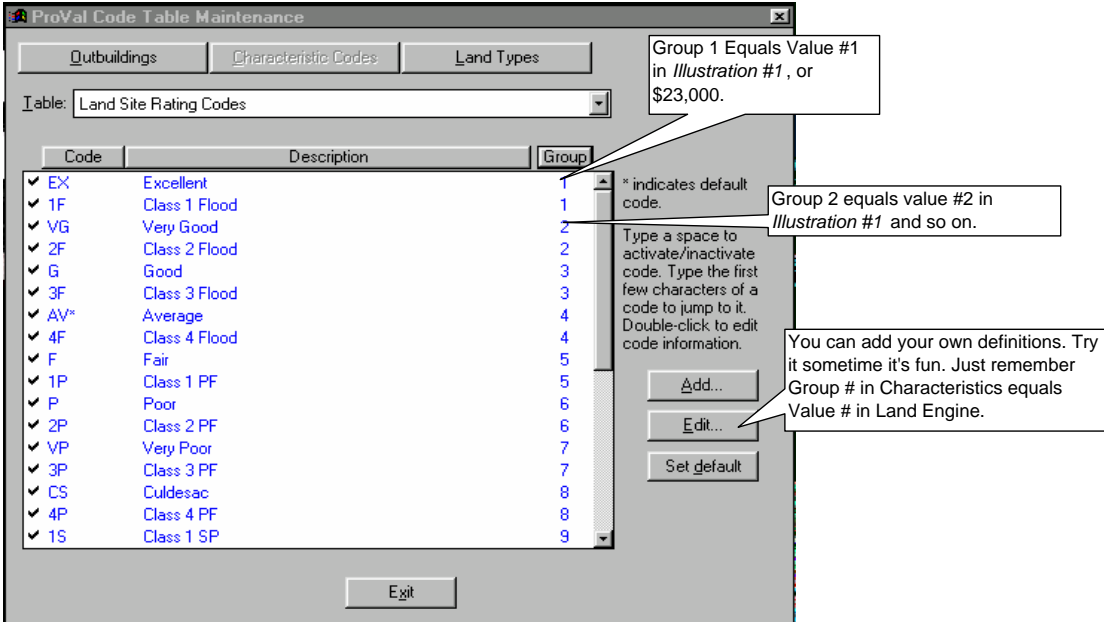 ProVal Code Table Maintenance
Outbuildings Characteristic Codes Land Types
Table: Land Site Rating Codes
Code Description Group
EX Excellent 1
1F Class 1 Flood 1
VG Very Good 2
2F Class 2 Flood 2
G Good 3
3F Class 3 Flood 3
AV* Average 4
4F Class 4 Flood 4
F Fair 5
1P Class 1 PF 5
P Poor 6
2P Class 2 PF 6
VP Very Poor 7
3P Class 3 PF 7
CS Culdesac 8
4P Class 4 PF 8
1S Class 1 SP 9
* indicates default
code.
Type a space to
activate/inactivate
code. Type the first
few characters of a
code to jump to it.
Double-click to edit
code information.
Add...
Edit...
Set default
Exit
Group 1 Equals Value #1
in Illustration #1, or
$23,000.
Group 2 equals value #2 in
Illustration #1 and so on.
You can add your own definitions. Try
it sometime it's fun. Just remember
Group # in Characteristics equals
Value # in Land Engine.